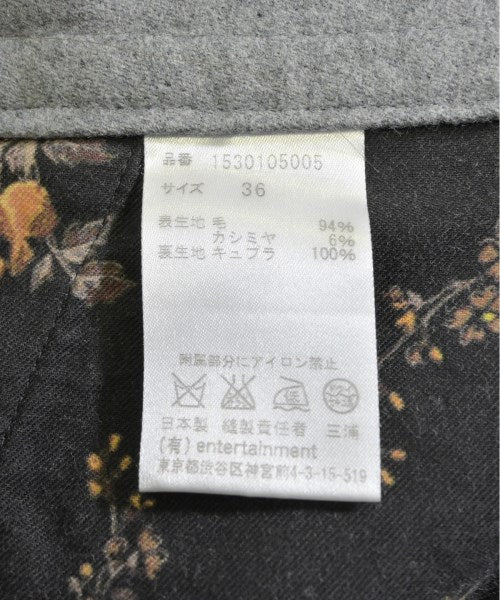 品番 1530105005
サイズ 36
表生地 毛 94%
カシミヤ 6%
裏生地 キュプラ 100%
附属部分にアイロン禁止
日本製 縫製責任者 三浦
(有) entertainment
東京都渋谷区神宮前4-3-15-519